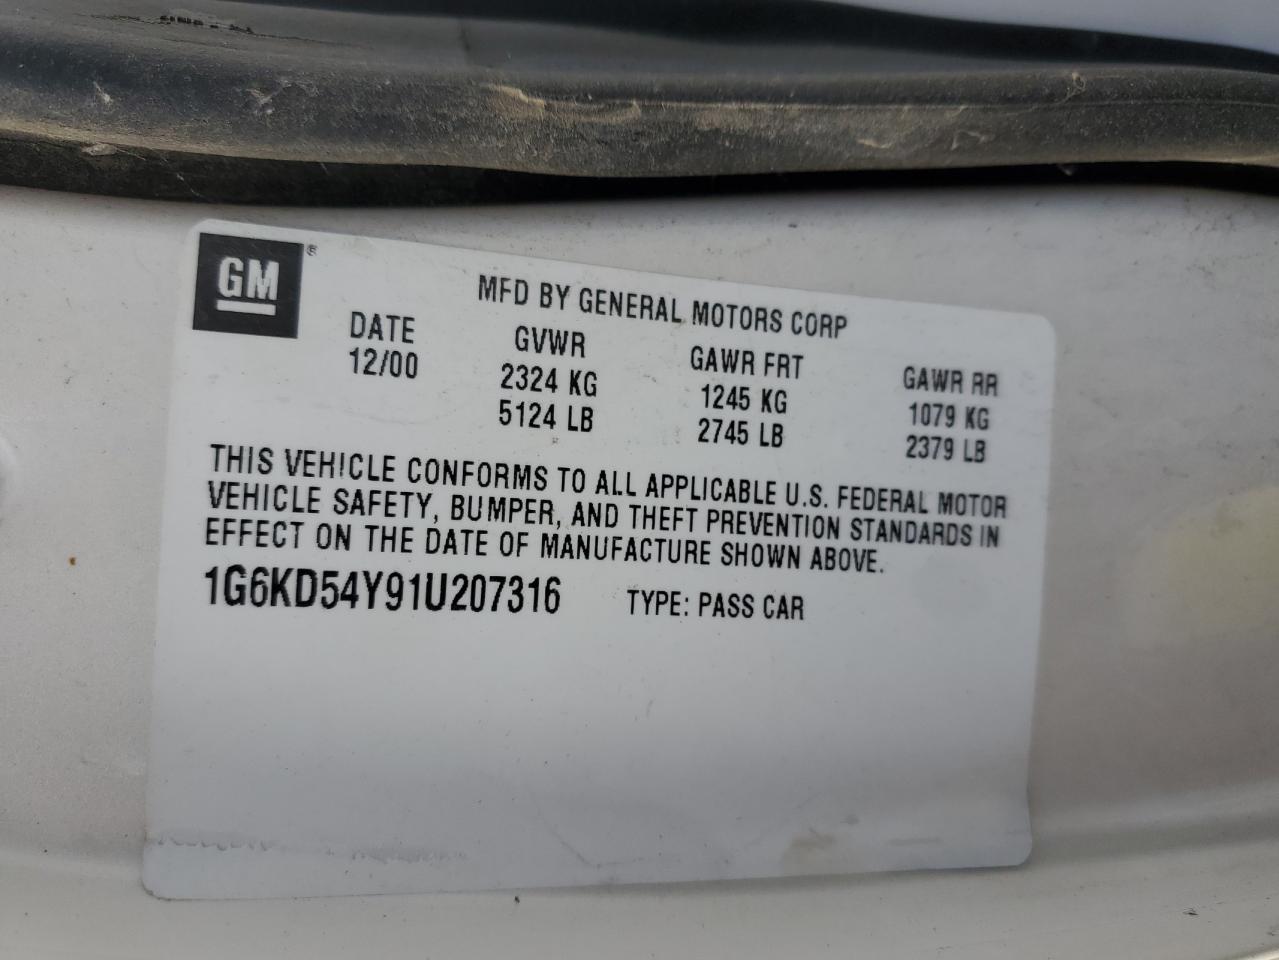 GM®
MFD BY GENERAL MOTORS CORP
DATE GVWR GAWR FRT GAWR RR
12/00 2324 KG 1245 KG 1079 KG
5124 LB 2745 LB 2379 LB
THIS VEHICLE CONFORMS TO ALL APPLICABLE U.S. FEDERAL MOTOR
VEHICLE SAFETY, BUMPER, AND THEFT PREVENTION STANDARDS IN
EFFECT ON THE DATE OF MANUFACTURE SHOWN ABOVE.
1G6KD54Y91U207316 TYPE: PASS CAR